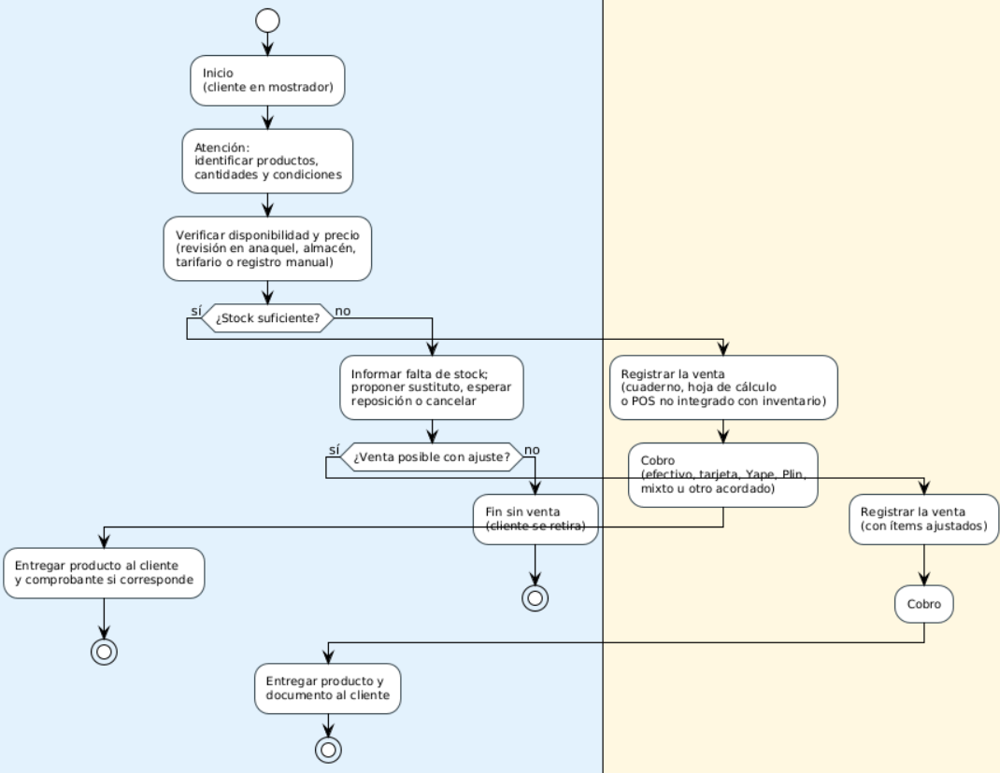 Inicio
(cliente en mostrador)
Atención:
identificar productos,
cantidades y condiciones
Verificar disponibilidad y precio
(revisión en anaquel, almacén,
tarifario o registro manual)
sí
¿Stock suficiente?
no
Informar falta de stock;
proponer sustituto, esperar
reposición o cancelar
Registrar la venta
(cuaderno, hoja de cálculo
o POS no integrado con inventario)
sí
¿Venta posible con ajuste?
no
Cobro
(efectivo, tarjeta, Yape, Plin,
mixto u otro acordado)
Fin sin venta
(cliente se retira)
Registrar la venta
(con ítems ajustados)
Entregar producto al cliente
y comprobante si corresponde
Cobro
Entregar producto y
documento al cliente